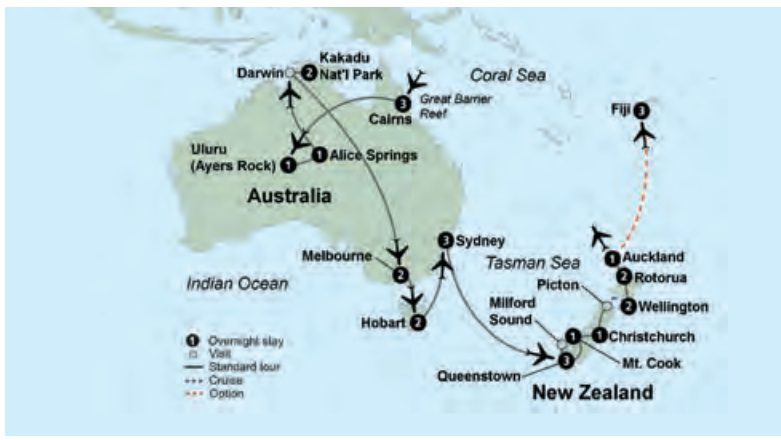 Kakadu
Nat'l Park
2
Darwin
Coral Sea
3
Great Barrier
Reef
Cairns
Fiji
3
Uluru
(Ayers Rock)
1
1
Alice Springs
Australia
Melbourne
2
3
Sydney
Tasman Sea
1
Auckland
2
Rotorua
Indian Ocean
Picton
2
Wellington
Hobart
2
Milford
Sound
1
1
Christchurch
Mt. Cook
Queenstown
3
New Zealand
1 Overnight stay
Visit
Standard tour
Cruise
Option